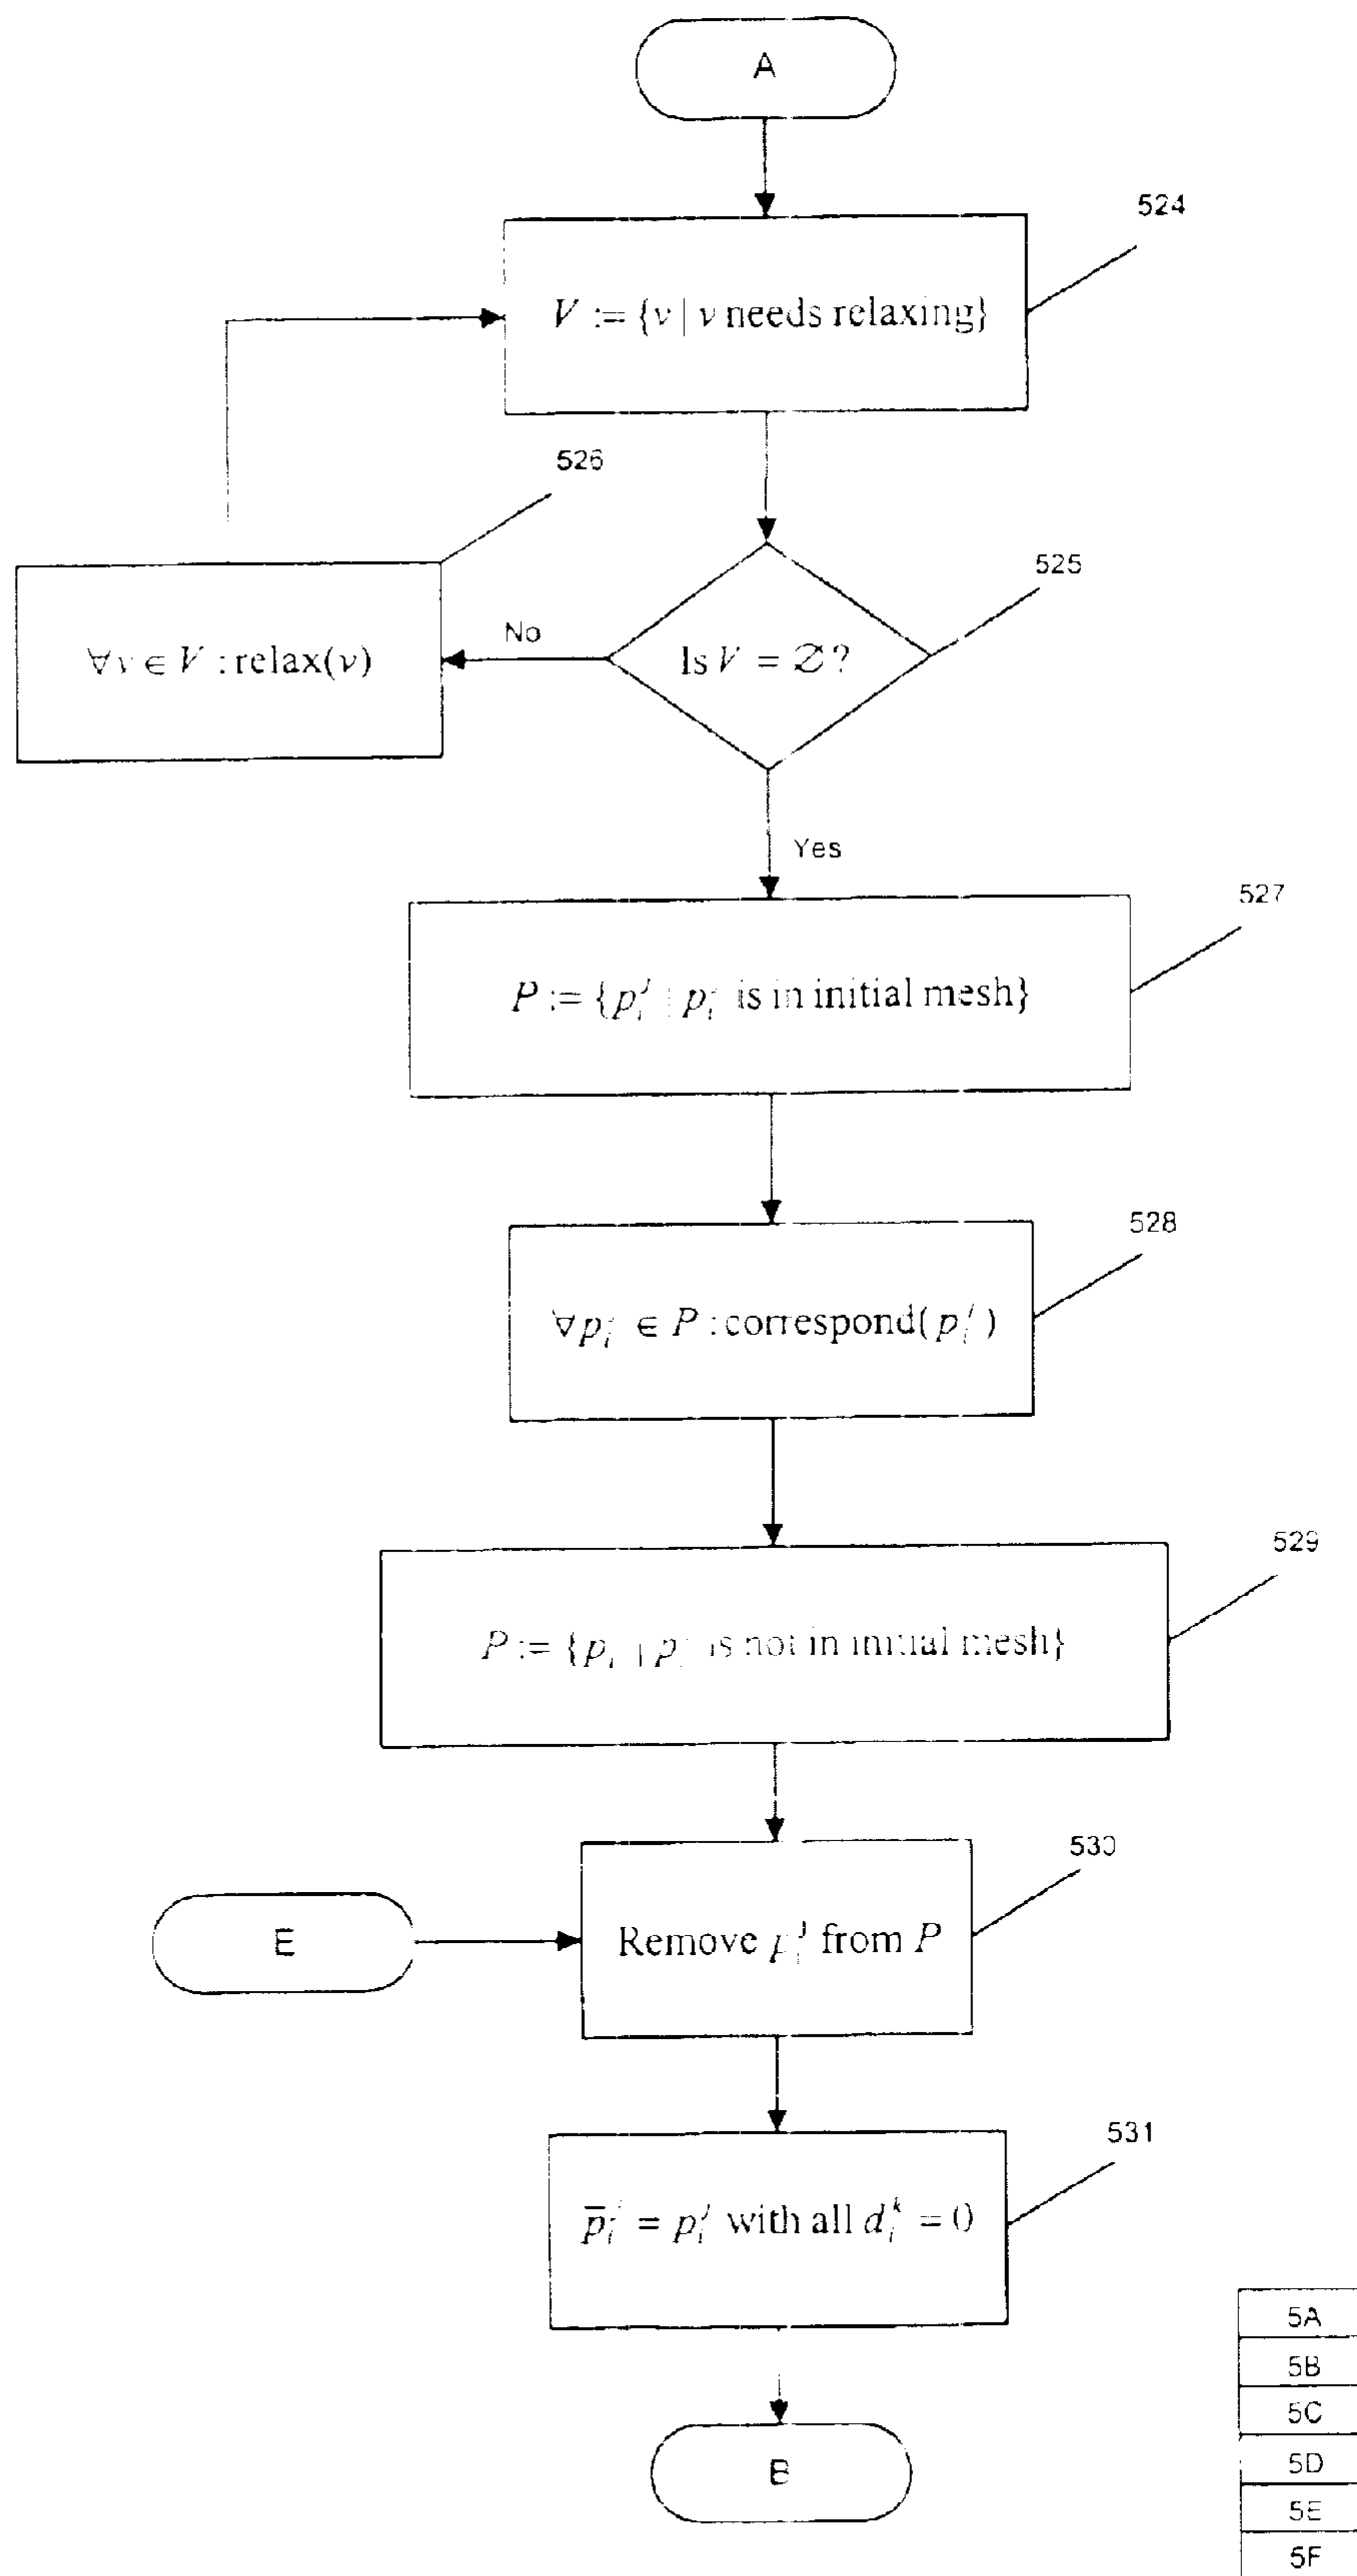 A
524
V := {v | v needs relaxing}
526
525
No
∀v ∈ V : relax(v)
Is V = ∅ ?
Yes
527
P := {p_i^j | p_i^j is in initial mesh}
528
∀p_i^j ∈ P : correspond( p_i^j )
529
P := {p_i^j | p_i^j is not in initial mesh}
530
E
Remove p_i^j from P
531
p̅_i^j = p_i^j with all d_i^k = 0
B
5A
5B
5C
5D
5E
5F